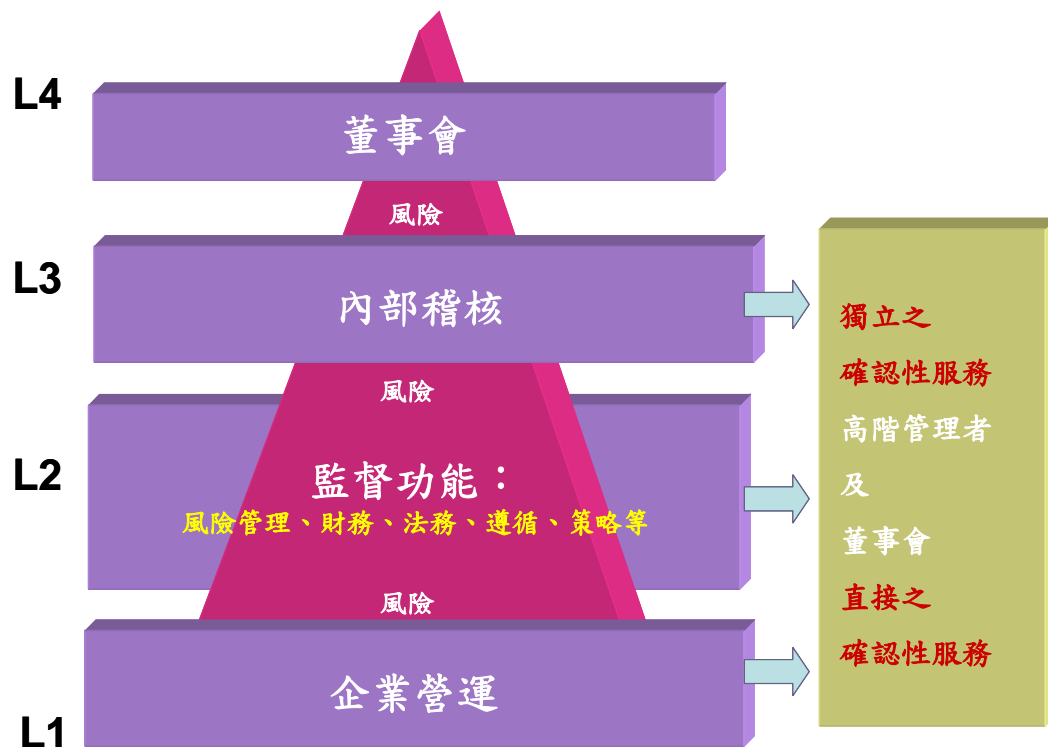 L4
董事會
風險
L3
內部稽核
風險
L2
監督功能：
風險管理、財務、法務、遵循、策略等
風險
企業營運
L1
獨立之
確認性服務
高階管理者
及
董事會
直接之
確認性服務